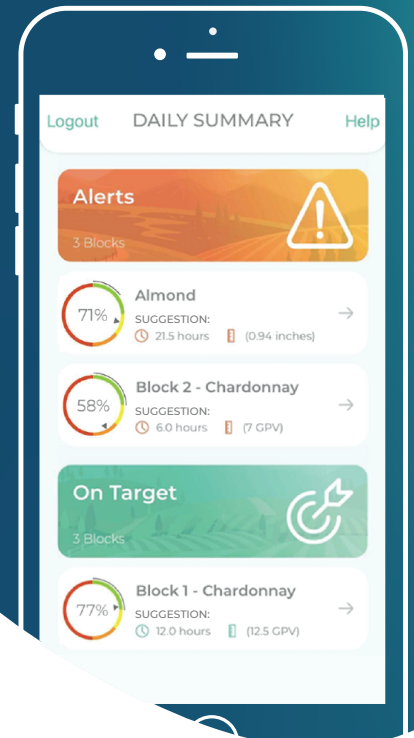 Logout DAILY SUMMARY Help
Alerts
3 Blocks
71%
Almond
SUGGESTION:
21.5 hours (0.94 inches)
58%
Block 2 - Chardonnay
SUGGESTION:
6.0 hours (7 GPV)
On Target
3 Blocks
77%
Block 1 - Chardonnay
SUGGESTION:
12.0 hours (12.5 GPV)